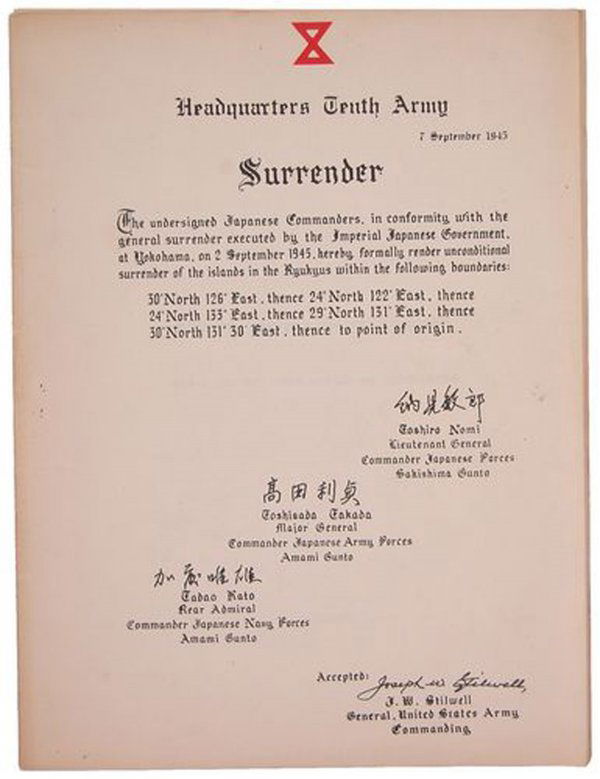 Headquarters Tenth Army
7 September 1945
Surrender
The undersigned Japanese Commanders, in conformity with the
general surrender executed by the Imperial Japanese Government,
at Yokohama, on 2 September 1945, hereby formally render unconditional
surrender of the islands in the Ryukyus within the following boundaries:
30° North 126° East, thence 24° North 122° East, thence
24° North 133° East, thence 29° North 131° East, thence
30° North 131° 30' East, thence to point of origin.
納見敏郎
Toshiro Nomi
Lieutenant General
Commander Japanese Forces
Sakishima Gunto
高田利貞
Toshisada Takada
Major General
Commander Japanese Army Forces
Amami Gunto
加藤唯雄
Tadao Kato
Rear Admiral
Commander Japanese Navy Forces
Amami Gunto
Accepted: Joseph W Stilwell
J. W. Stilwell
General, United States Army
Commanding